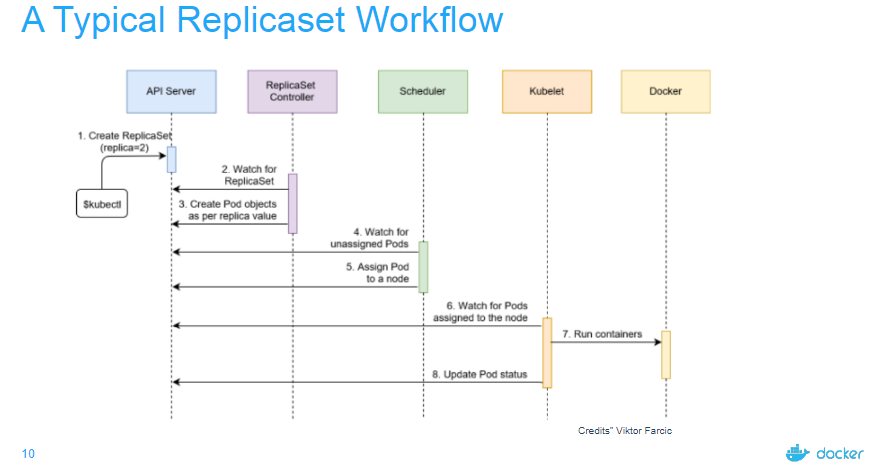 A Typical Replicaset Workflow
API Server
ReplicaSet
Controller
Scheduler
Kubelet
Docker
1. Create ReplicaSet
(replica=2)
$kubectl
2. Watch for
ReplicaSet
3. Create Pod objects
as per replica value
4. Watch for
unassigned Pods
5. Assign Pod
to a node
6. Watch for Pods
assigned to the node
7. Run containers
8. Update Pod status
Credits" Viktor Farcic
10
docker